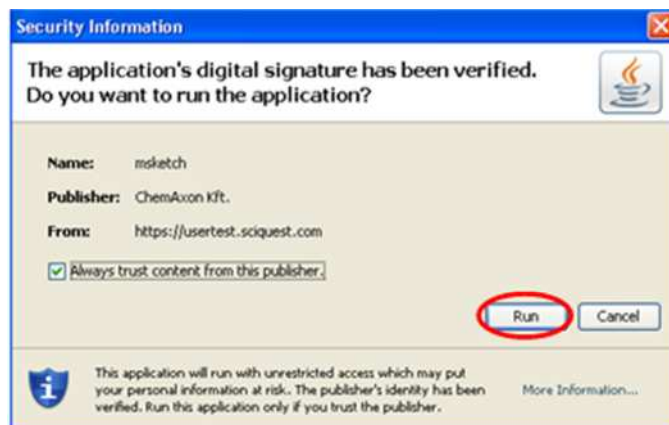 Security Information
The application's digital signature has been verified.
Do you want to run the application?
Name: msketch
Publisher: ChemAxon Kft.
From: https://usertest.sciquest.com
Always trust content from this publisher.
Run Cancel
This application will run with unrestricted access which may put
your personal information at risk. The publisher's identity has been
verified. Run this application only if you trust the publisher.
More Information...